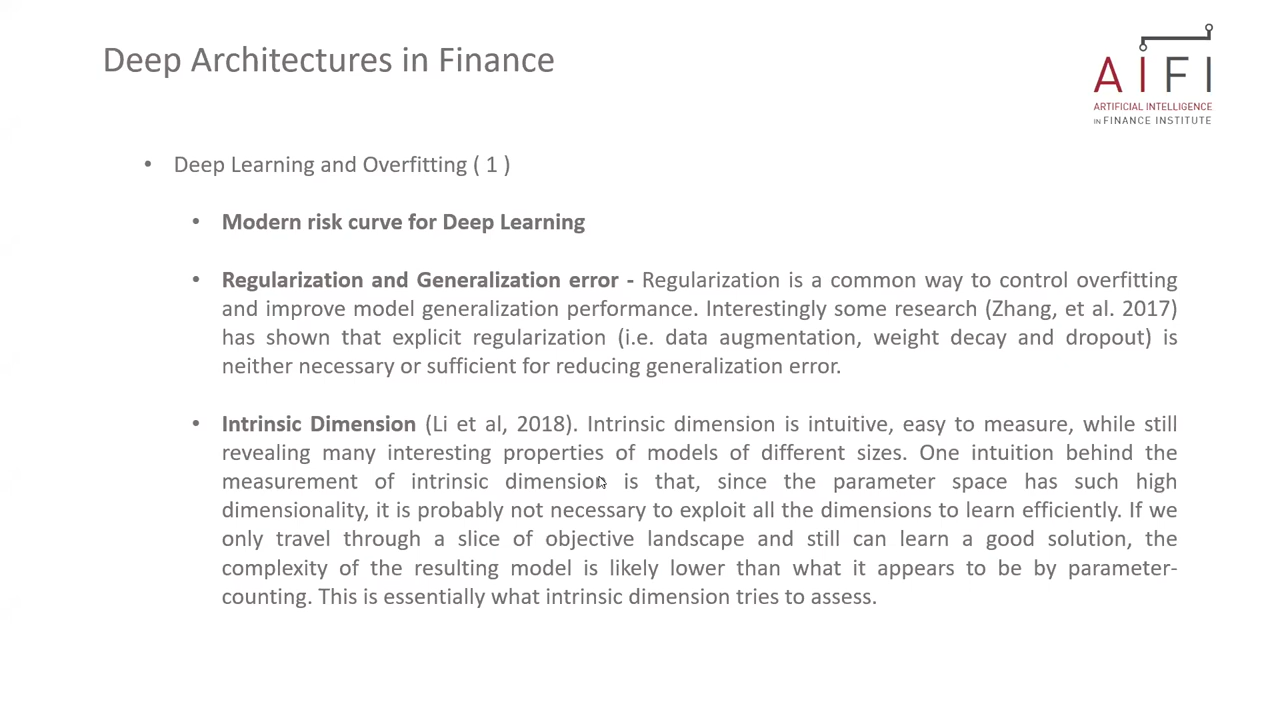 Deep Architectures in Finance
A I F I
ARTIFICIAL INTELLIGENCE
IN FINANCE INSTITUTE
• Deep Learning and Overfitting ( 1 )
• Modern risk curve for Deep Learning
• Regularization and Generalization error - Regularization is a common way to control overfitting
and improve model generalization performance. Interestingly some research (Zhang, et al. 2017)
has shown that explicit regularization (i.e. data augmentation, weight decay and dropout) is
neither necessary or sufficient for reducing generalization error.
• Intrinsic Dimension (Li et al, 2018). Intrinsic dimension is intuitive, easy to measure, while still
revealing many interesting properties of models of different sizes. One intuition behind the
measurement of intrinsic dimension is that, since the parameter space has such high
dimensionality, it is probably not necessary to exploit all the dimensions to learn efficiently. If we
only travel through a slice of objective landscape and still can learn a good solution, the
complexity of the resulting model is likely lower than what it appears to be by parameter-
counting. This is essentially what intrinsic dimension tries to assess.